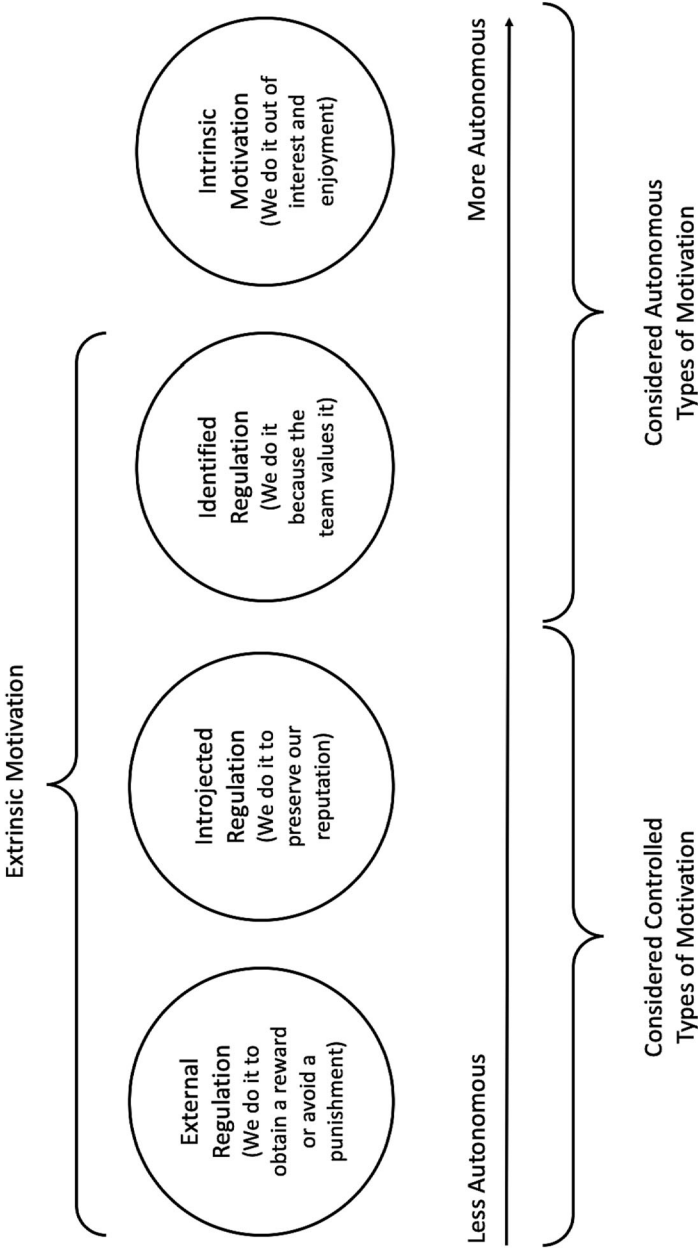 Extrinsic Motivation
External
Regulation
(We do it to
obtain a reward
or avoid a
punishment)
Introjected
Regulation
(We do it to
preserve our
reputation)
Identified
Regulation
(We do it
because the
team values it)
Intrinsic
Motivation
(We do it out of
interest and
enjoyment)
Less Autonomous
More Autonomous
Considered Controlled
Types of Motivation
Considered Autonomous
Types of Motivation